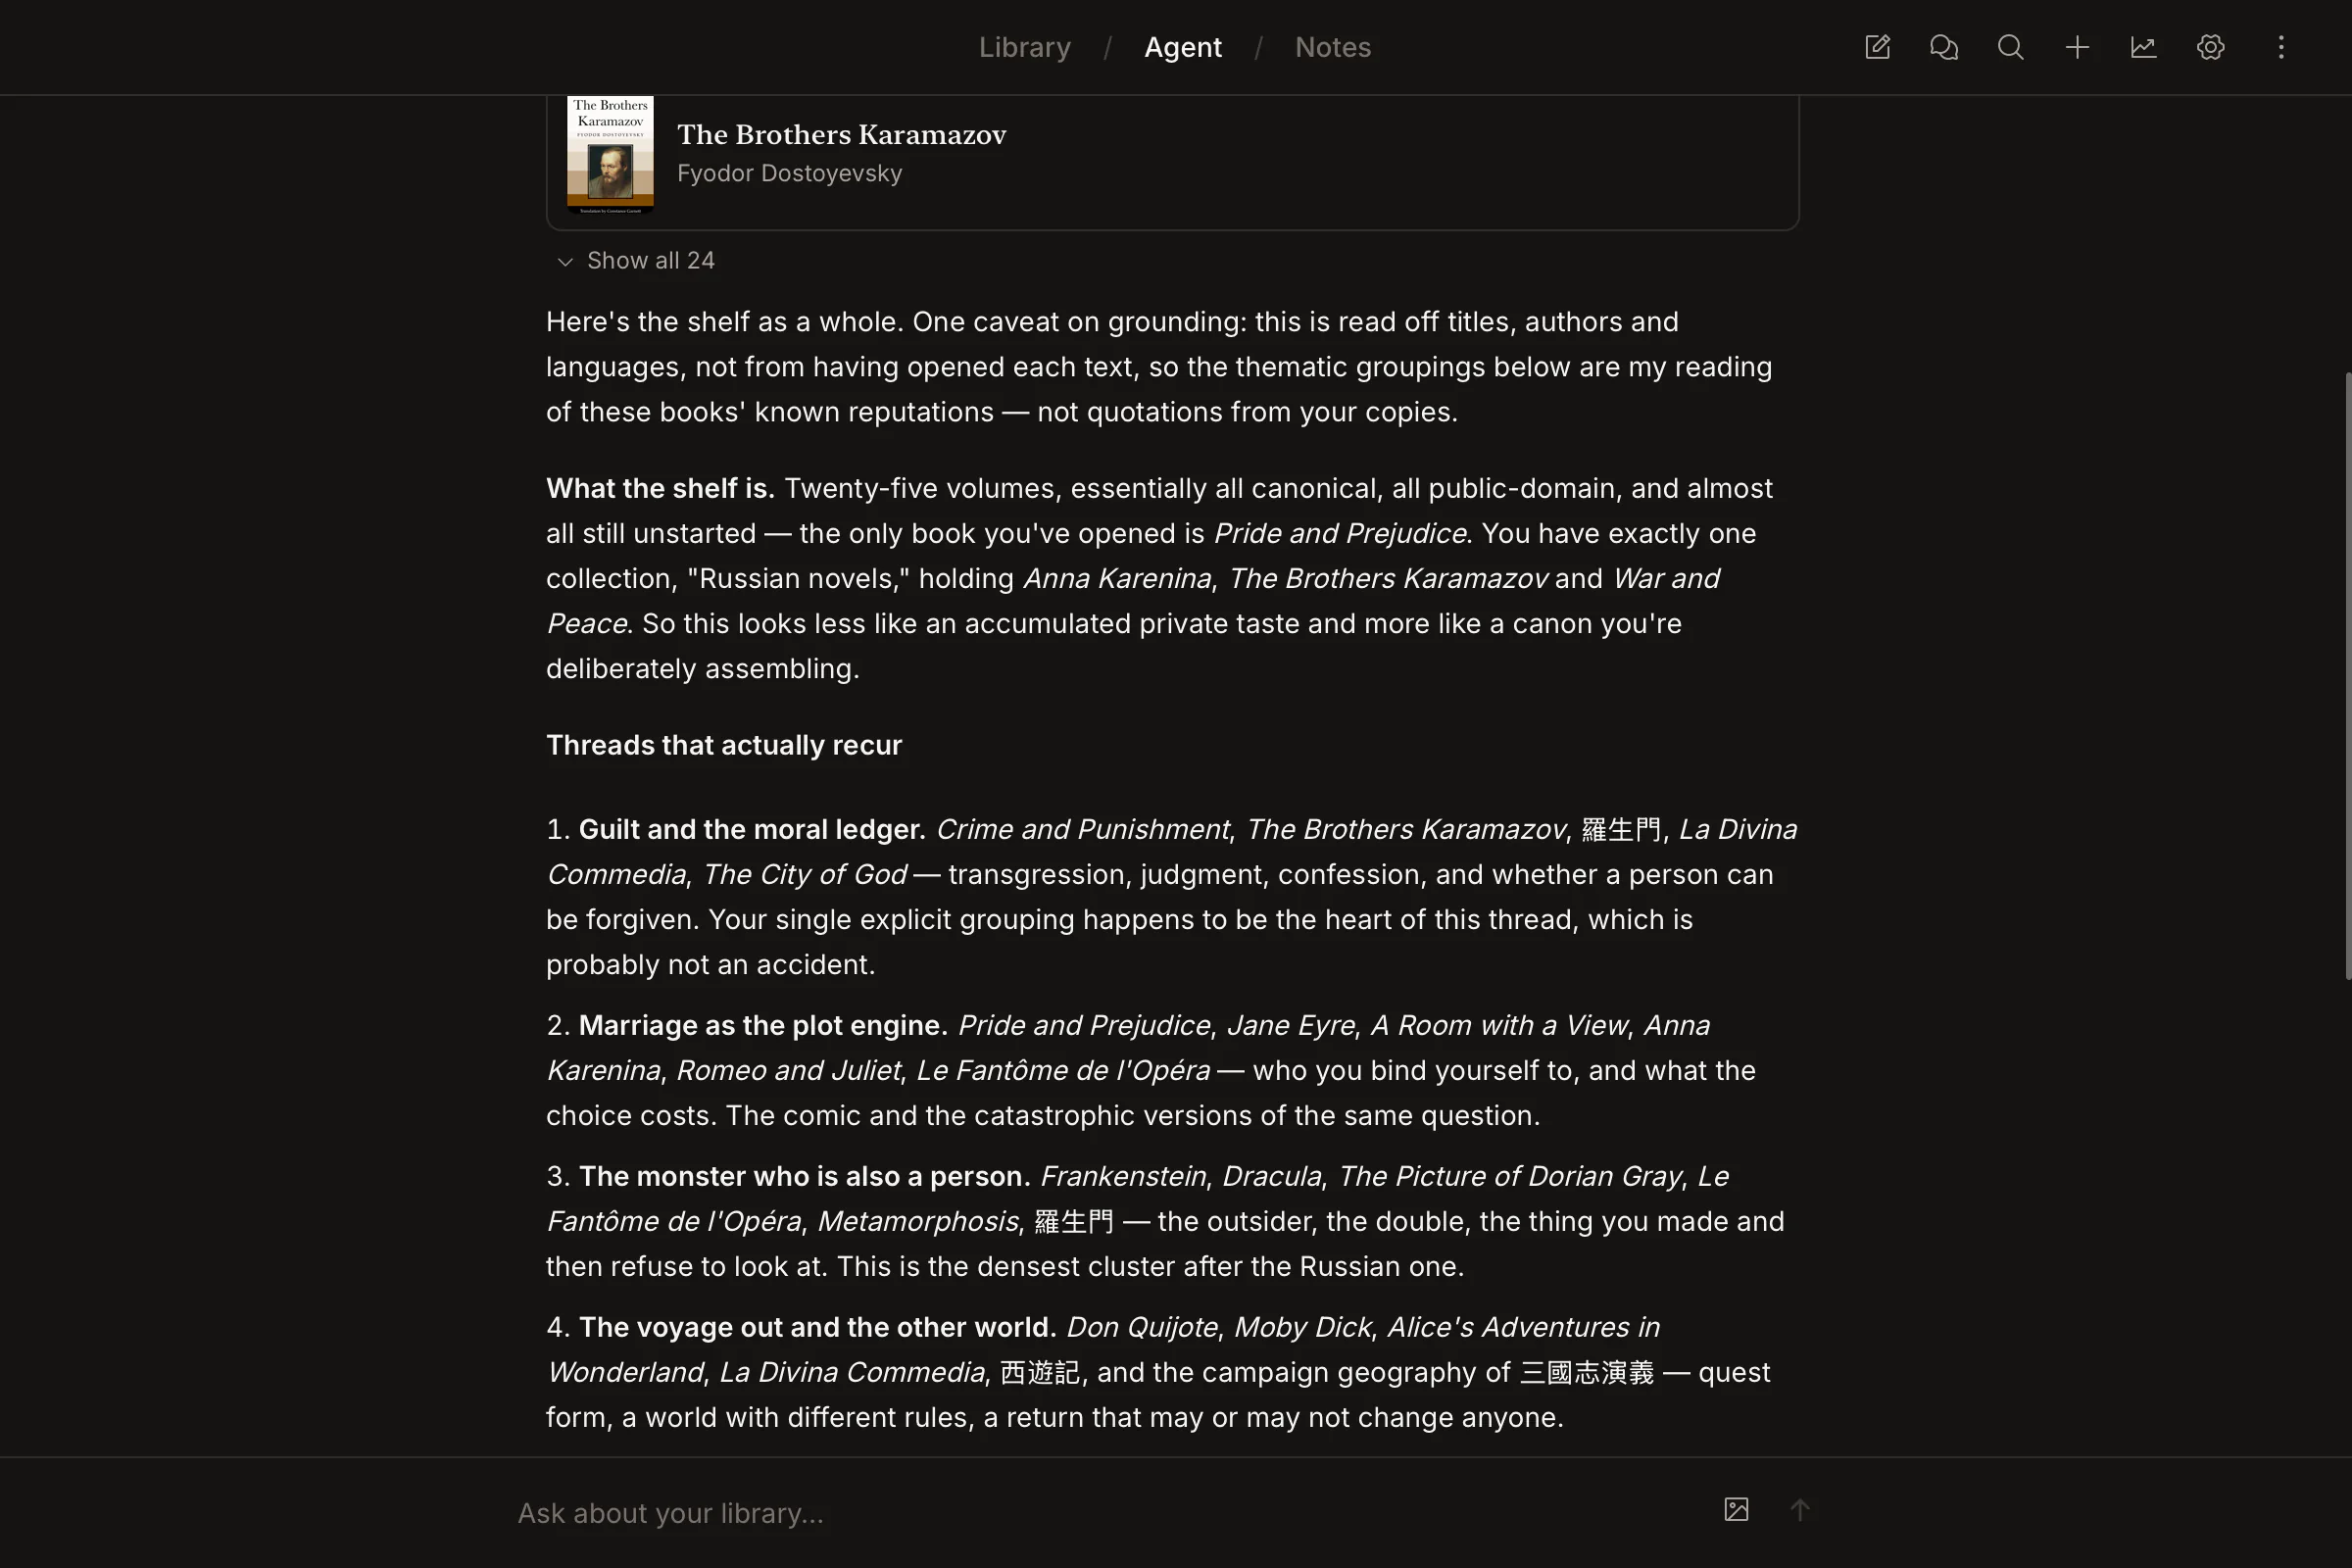 Library / Agent / Notes
The Brothers
Karamazov
FYODOR DOSTOYEVSKY
Translation by Constance Garnett
The Brothers Karamazov
Fyodor Dostoyevsky
Show all 24
Here's the shelf as a whole. One caveat on grounding: this is read off titles, authors and
languages, not from having opened each text, so the thematic groupings below are my reading
of these books' known reputations — not quotations from your copies.
What the shelf is. Twenty-five volumes, essentially all canonical, all public-domain, and almost
all still unstarted — the only book you've opened is Pride and Prejudice. You have exactly one
collection, "Russian novels," holding Anna Karenina, The Brothers Karamazov and War and
Peace. So this looks less like an accumulated private taste and more like a canon you're
deliberately assembling.
Threads that actually recur
1. Guilt and the moral ledger. Crime and Punishment, The Brothers Karamazov, 羅生門, La Divina
Commedia, The City of God — transgression, judgment, confession, and whether a person can
be forgiven. Your single explicit grouping happens to be the heart of this thread, which is
probably not an accident.
2. Marriage as the plot engine. Pride and Prejudice, Jane Eyre, A Room with a View, Anna
Karenina, Romeo and Juliet, Le Fantôme de l'Opéra — who you bind yourself to, and what the
choice costs. The comic and the catastrophic versions of the same question.
3. The monster who is also a person. Frankenstein, Dracula, The Picture of Dorian Gray, Le
Fantôme de l'Opéra, Metamorphosis, 羅生門 — the outsider, the double, the thing you made and
then refuse to look at. This is the densest cluster after the Russian one.
4. The voyage out and the other world. Don Quijote, Moby Dick, Alice's Adventures in
Wonderland, La Divina Commedia, 西遊記, and the campaign geography of 三國志演義 — quest
form, a world with different rules, a return that may or may not change anyone.
Ask about your library...